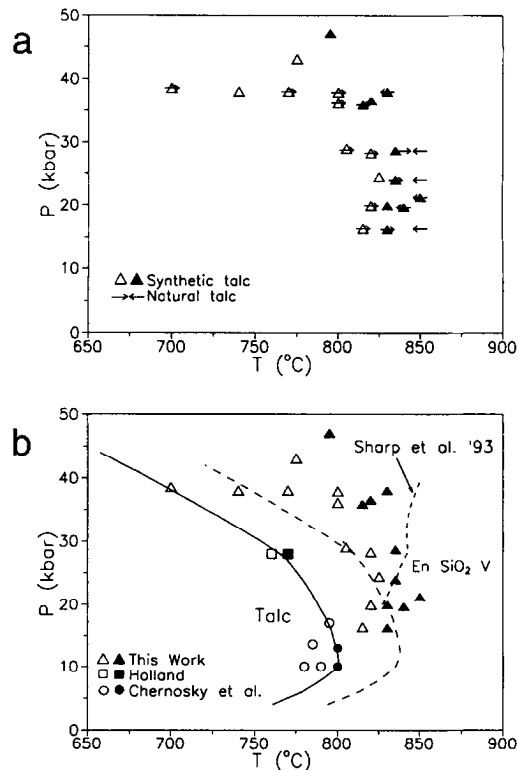 a
50
40
30
20
10
0
P (kbar)
Synthetic talc
Natural talc
650 700 750 800 850 900
T (°C)
b
50
40
30
20
10
0
P (kbar)
Sharp et al. '93
En SiO₂ V
Talc
This Work
Holland
Chernosky et al.
650 700 750 800 850 900
T (°C)